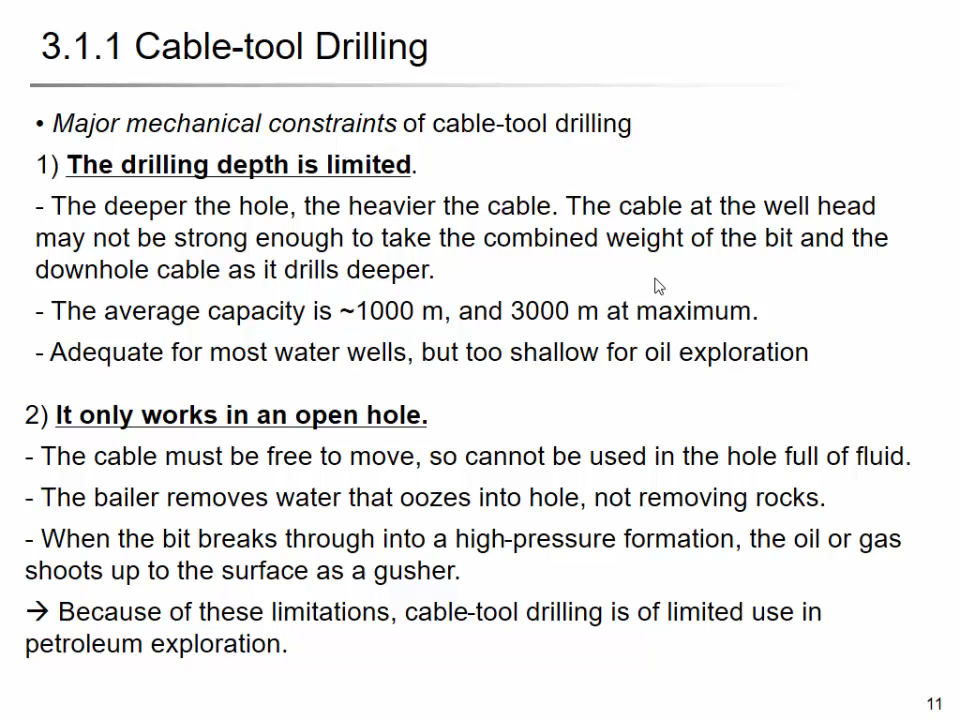 3.1.1 Cable-tool Drilling
• Major mechanical constraints of cable-tool drilling
1) The drilling depth is limited.
- The deeper the hole, the heavier the cable. The cable at the well head
may not be strong enough to take the combined weight of the bit and the
downhole cable as it drills deeper.
- The average capacity is ~1000 m, and 3000 m at maximum.
- Adequate for most water wells, but too shallow for oil exploration
2) It only works in an open hole.
- The cable must be free to move, so cannot be used in the hole full of fluid.
- The bailer removes water that oozes into hole, not removing rocks.
- When the bit breaks through into a high-pressure formation, the oil or gas
shoots up to the surface as a gusher.
→ Because of these limitations, cable-tool drilling is of limited use in
petroleum exploration.
11